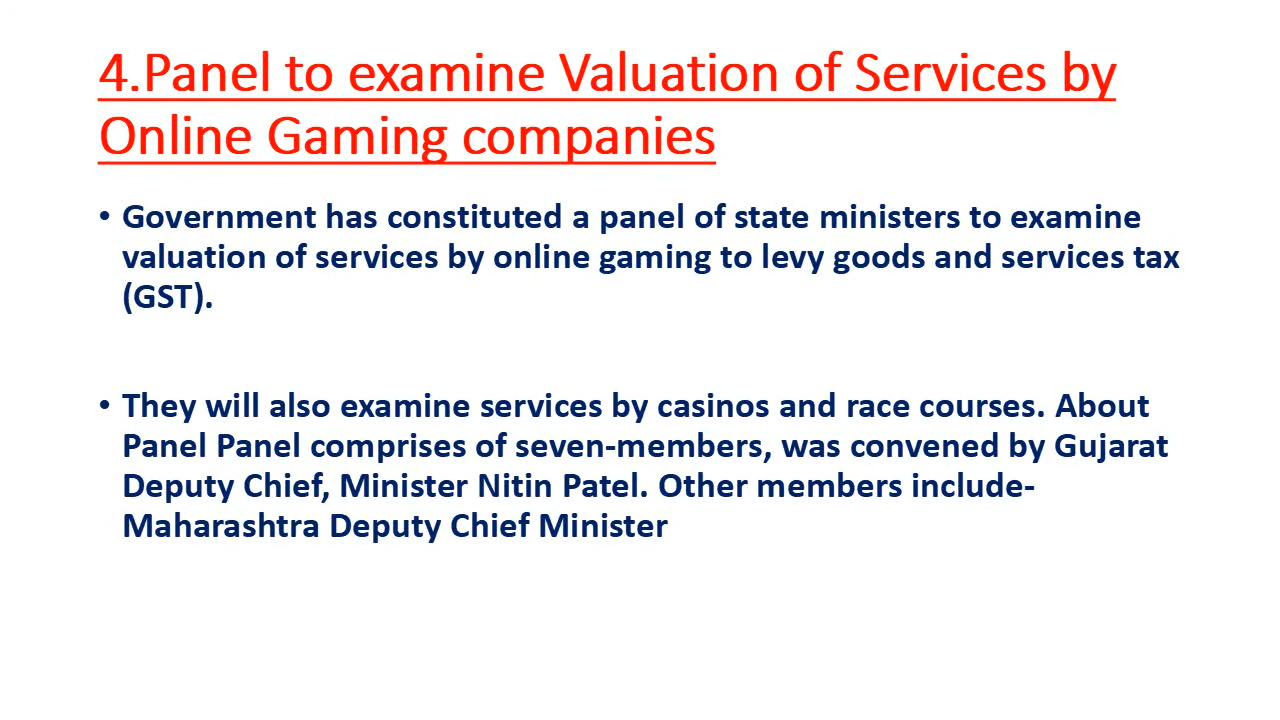 4.Panel to examine Valuation of Services by
Online Gaming companies
• Government has constituted a panel of state ministers to examine
valuation of services by online gaming to levy goods and services tax
(GST).
• They will also examine services by casinos and race courses. About
Panel Panel comprises of seven-members, was convened by Gujarat
Deputy Chief, Minister Nitin Patel. Other members include-
Maharashtra Deputy Chief Minister